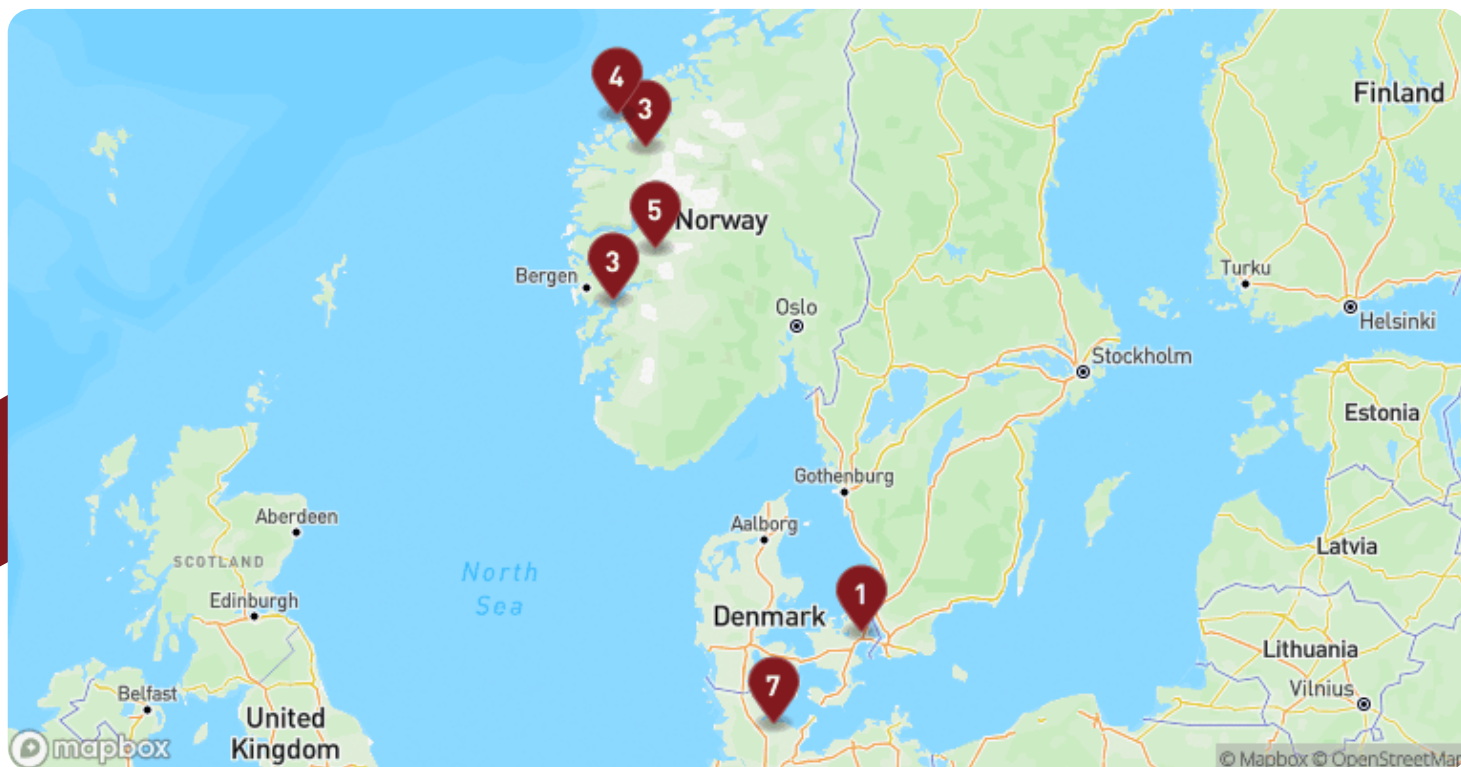 4
3
Finland
5
Norway
3
Bergen
Turku
Oslo
Helsinki
Stockholm
Estonia
Gothenburg
Aberdeen
Aalborg
SCOTLAND
Latvia
North
Sea
Edinburgh
1
Denmark
Lithuania
7
Belfast
Vilnius
United
Kingdom
mapbox
© Mapbox © OpenStreetMap